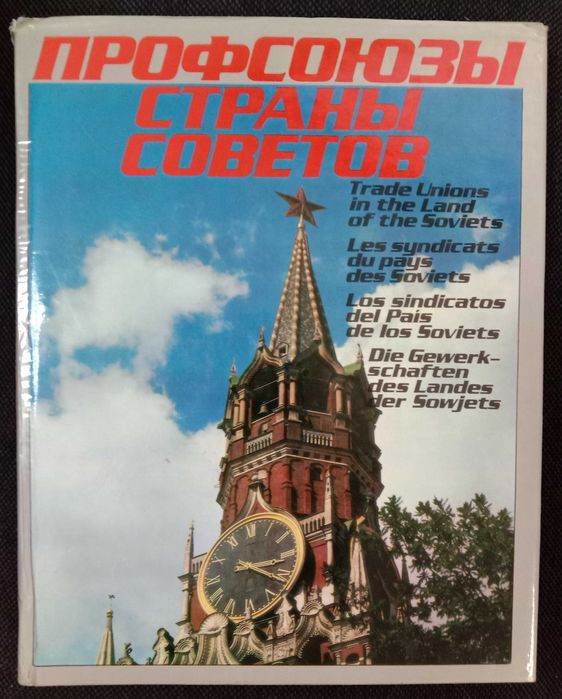 ПРОФСОЮЗЫ
СТРАНЫ
СОВЕТОВ
Trade Unions
in the Land
of the Soviets
Les syndicats
du pays
des Soviets
Los sindicatos
del País
de los Soviets
Die Gewerk-
schaften
des Landes
der Sowjets